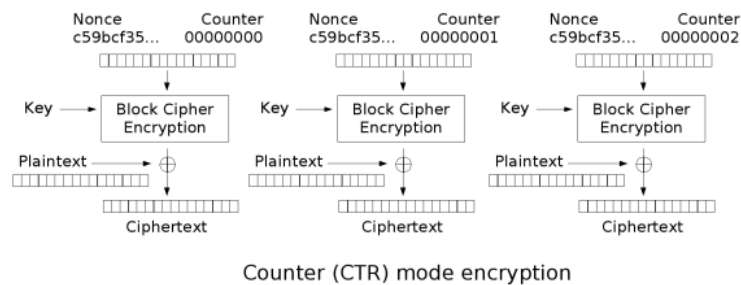 Nonce Counter
c59bcf35... 00000000
Key
Block Cipher
Encryption
Plaintext
Ciphertext
Nonce Counter
c59bcf35... 00000001
Key
Block Cipher
Encryption
Plaintext
Ciphertext
Nonce Counter
c59bcf35... 00000002
Key
Block Cipher
Encryption
Plaintext
Ciphertext
Counter (CTR) mode encryption